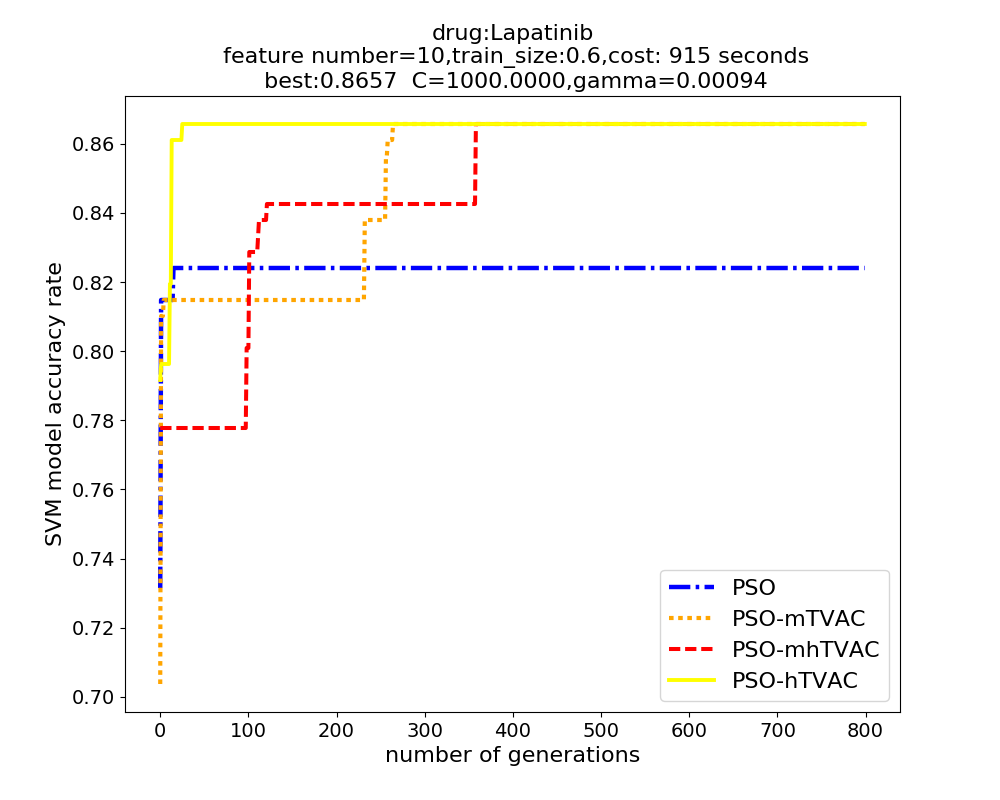 drug:Lapatinib
feature number=10,train_size:0.6,cost: 915 seconds
best:0.8657  C=1000.0000,gamma=0.00094
SVM model accuracy rate
0.86
0.84
0.82
0.80
0.78
0.76
0.74
0.72
0.70
PSO
PSO-mTVAC
PSO-mhTVAC
PSO-hTVAC
0 100 200 300 400 500 600 700 800
number of generations